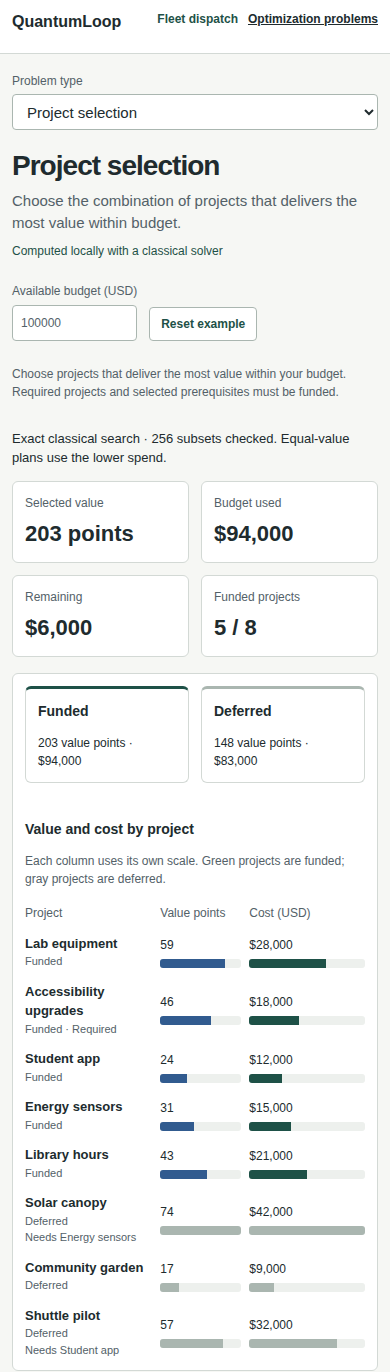 QuantumLoop
Fleet dispatch Optimization problems
Problem type
Project selection
Project selection
Choose the combination of projects that delivers the
most value within budget.
Computed locally with a classical solver
Available budget (USD)
100000
Reset example
Choose projects that deliver the most value within your budget.
Required projects and selected prerequisites must be funded.
Exact classical search · 256 subsets checked. Equal-value
plans use the lower spend.
Selected value
203 points
Budget used
$94,000
Remaining
$6,000
Funded projects
5 / 8
Funded
203 value points ·
$94,000
Deferred
148 value points ·
$83,000
Value and cost by project
Each column uses its own scale. Green projects are funded;
gray projects are deferred.
Project Value points Cost (USD)
Lab equipment
Funded
59 $28,000
Accessibility
upgrades
Funded · Required
46 $18,000
Student app
Funded
24 $12,000
Energy sensors
Funded
31 $15,000
Library hours
Funded
43 $21,000
Solar canopy
Deferred
Needs Energy sensors
74 $42,000
Community garden
Deferred
17 $9,000
Shuttle pilot
Deferred
Needs Student app
57 $32,000